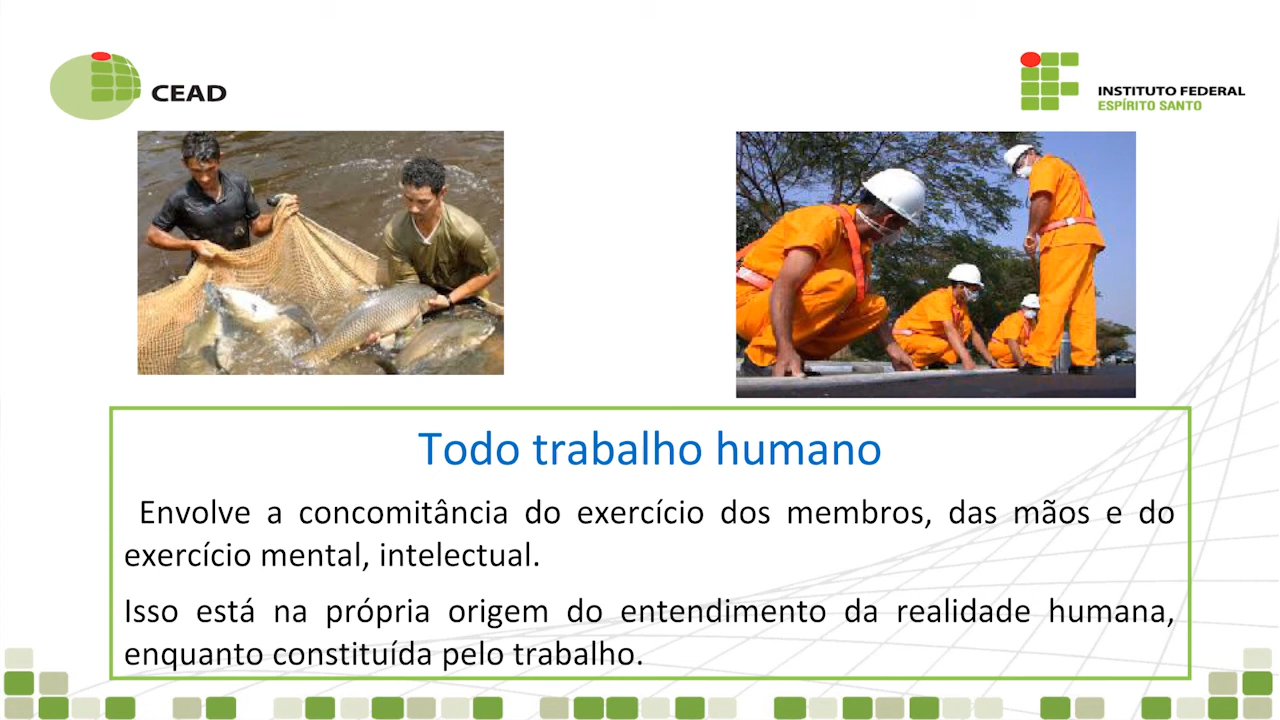 CEAD
INSTITUTO FEDERAL
ESPÍRITO SANTO
Todo trabalho humano
Envolve a concomitância do exercício dos membros, das mãos e do
exercício mental, intelectual.
Isso está na própria origem do entendimento da realidade humana,
enquanto constituída pelo trabalho.